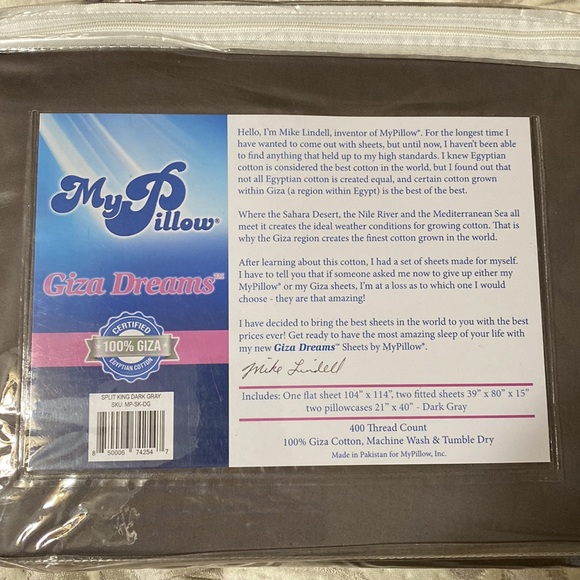 My Pillow®
Giza Dreams™
CERTIFIED
100% GIZA
EGYPTIAN COTTON
SPLIT KING DARK GRAY
SKU: MP-SK-DG
8 50006 74254 7
Hello, I'm Mike Lindell, inventor of MyPillow®. For the longest time I
have wanted to come out with sheets, but until now, I haven't been able
to find anything that held up to my high standards. I knew Egyptian
cotton is considered the best cotton in the world, but I found out that
not all Egyptian cotton is created equal, and certain cotton grown
within Giza (a region within Egypt) is the best of the best.
Where the Sahara Desert, the Nile River and the Mediterranean Sea all
meet it creates the ideal weather conditions for growing cotton. That is
why the Giza region creates the finest cotton grown in the world.
After learning about this cotton, I had a set of sheets made for myself.
I have to tell you that if someone asked me now to give up either my
MyPillow® or my Giza sheets, I'm at a loss as to which one I would
choose - they are that amazing!
I have decided to bring the best sheets in the world to you with the best
prices ever! Get ready to have the most amazing sleep of your life with
my new Giza Dreams™ Sheets by MyPillow®.
Mike Lindell
Includes: One flat sheet 104" x 114", two fitted sheets 39" x 80" x 15"
two pillowcases 21" x 40" - Dark Gray
400 Thread Count
100% Giza Cotton, Machine Wash & Tumble Dry
Made in Pakistan for MyPillow, Inc.